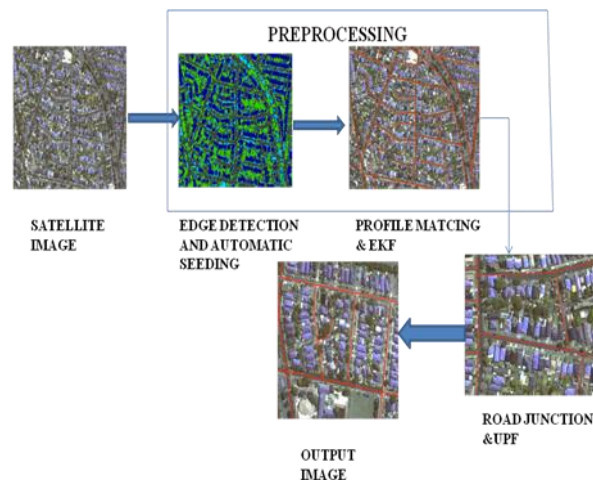 PREPROCESSING
SATELLITE
IMAGE
EDGE DETECTION
AND AUTOMATIC
SEEDING
PROFILE MATCING
& EKF
ROAD JUNCTION
&UPF
OUTPUT
IMAGE